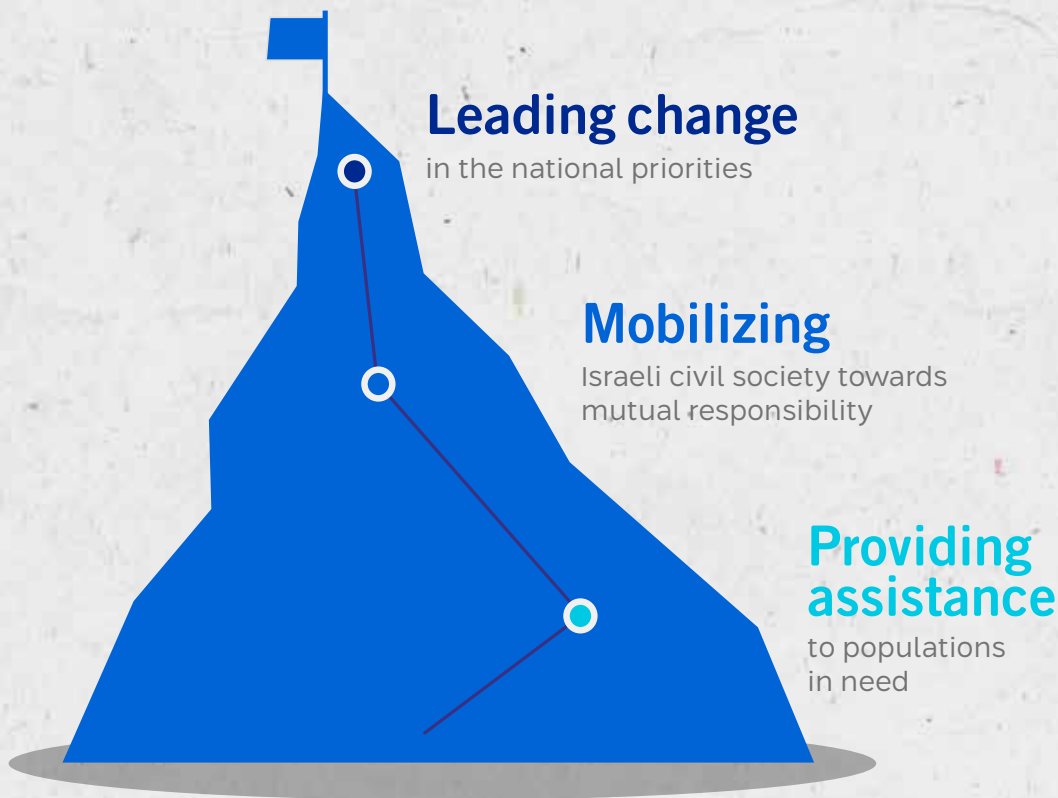 Leading change
in the national priorities
Mobilizing
Israeli civil society towards
mutual responsibility
Providing
assistance
to populations
in need